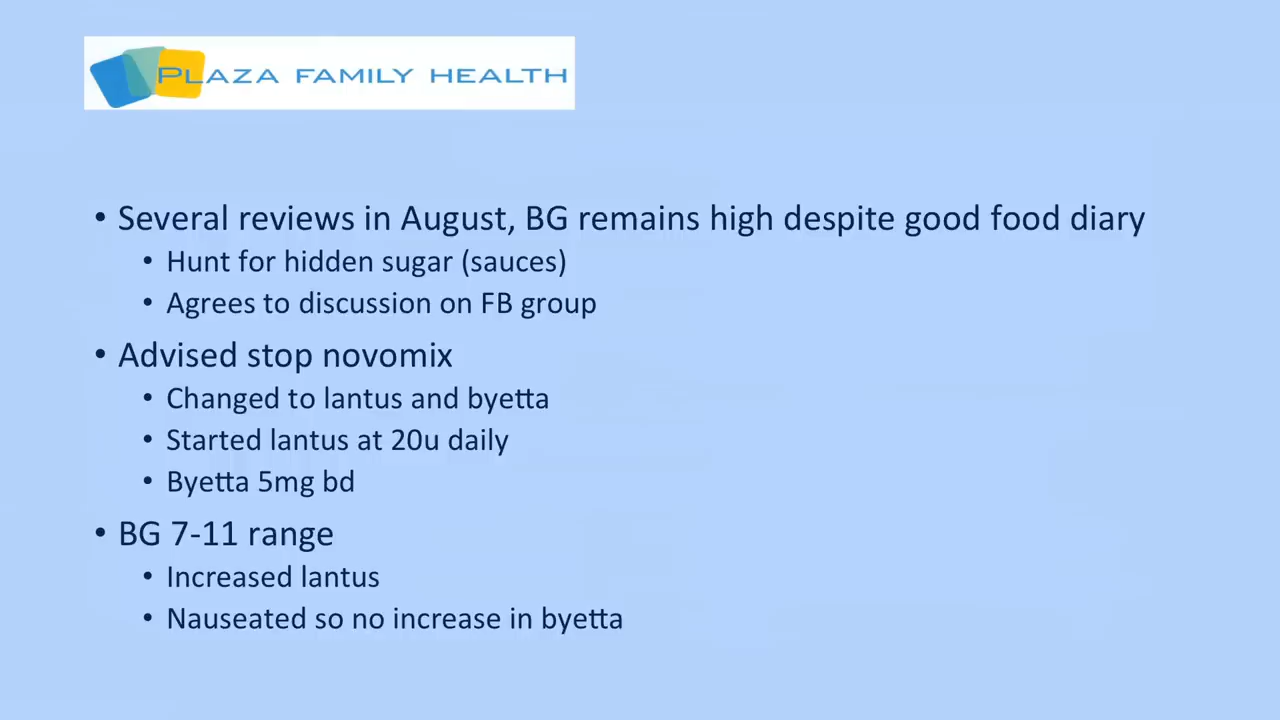 PLAZA FAMILY HEALTH
• Several reviews in August, BG remains high despite good food diary
• Hunt for hidden sugar (sauces)
• Agrees to discussion on FB group
• Advised stop novomix
• Changed to lantus and byetta
• Started lantus at 20u daily
• Byetta 5mg bd
• BG 7-11 range
• Increased lantus
• Nauseated so no increase in byetta